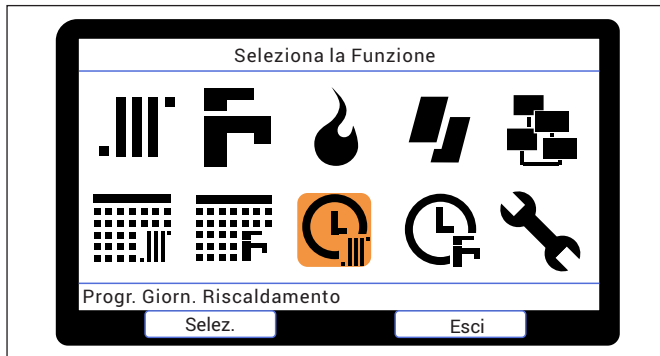 Seleziona la Funzione
Progr. Giorn. Riscaldamento
Selez.
Esci